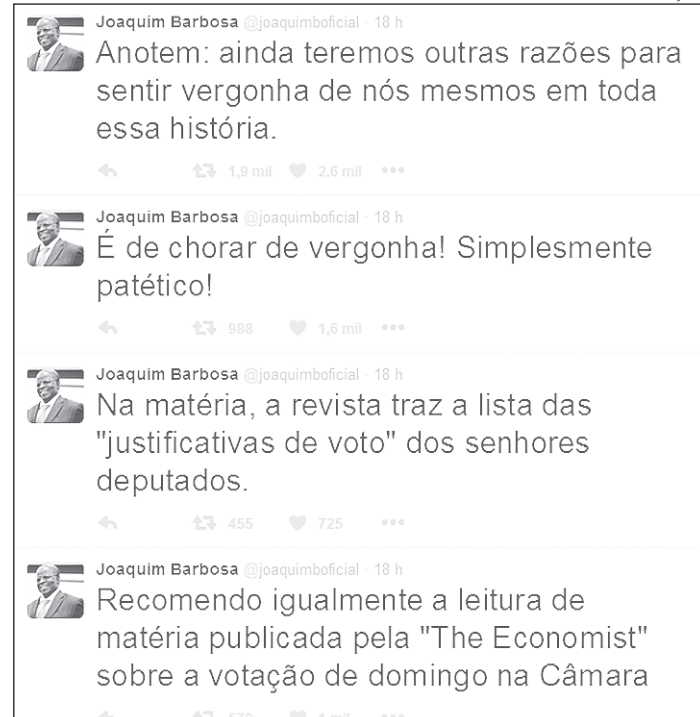 Joaquim Barbosa @joaquimboficial · 18 h
Anotem: ainda teremos outras razões para
sentir vergonha de nós mesmos em toda
essa história.
1,9 mil 2,6 mil
Joaquim Barbosa @joaquimboficial · 18 h
É de chorar de vergonha! Simplesmente
patético!
988 1,6 mil
Joaquim Barbosa @joaquimboficial · 18 h
Na matéria, a revista traz a lista das
"justificativas de voto" dos senhores
deputados.
455 725
Joaquim Barbosa @joaquimboficial · 18 h
Recomendo igualmente a leitura de
matéria publicada pela "The Economist"
sobre a votação de domingo na Câmara